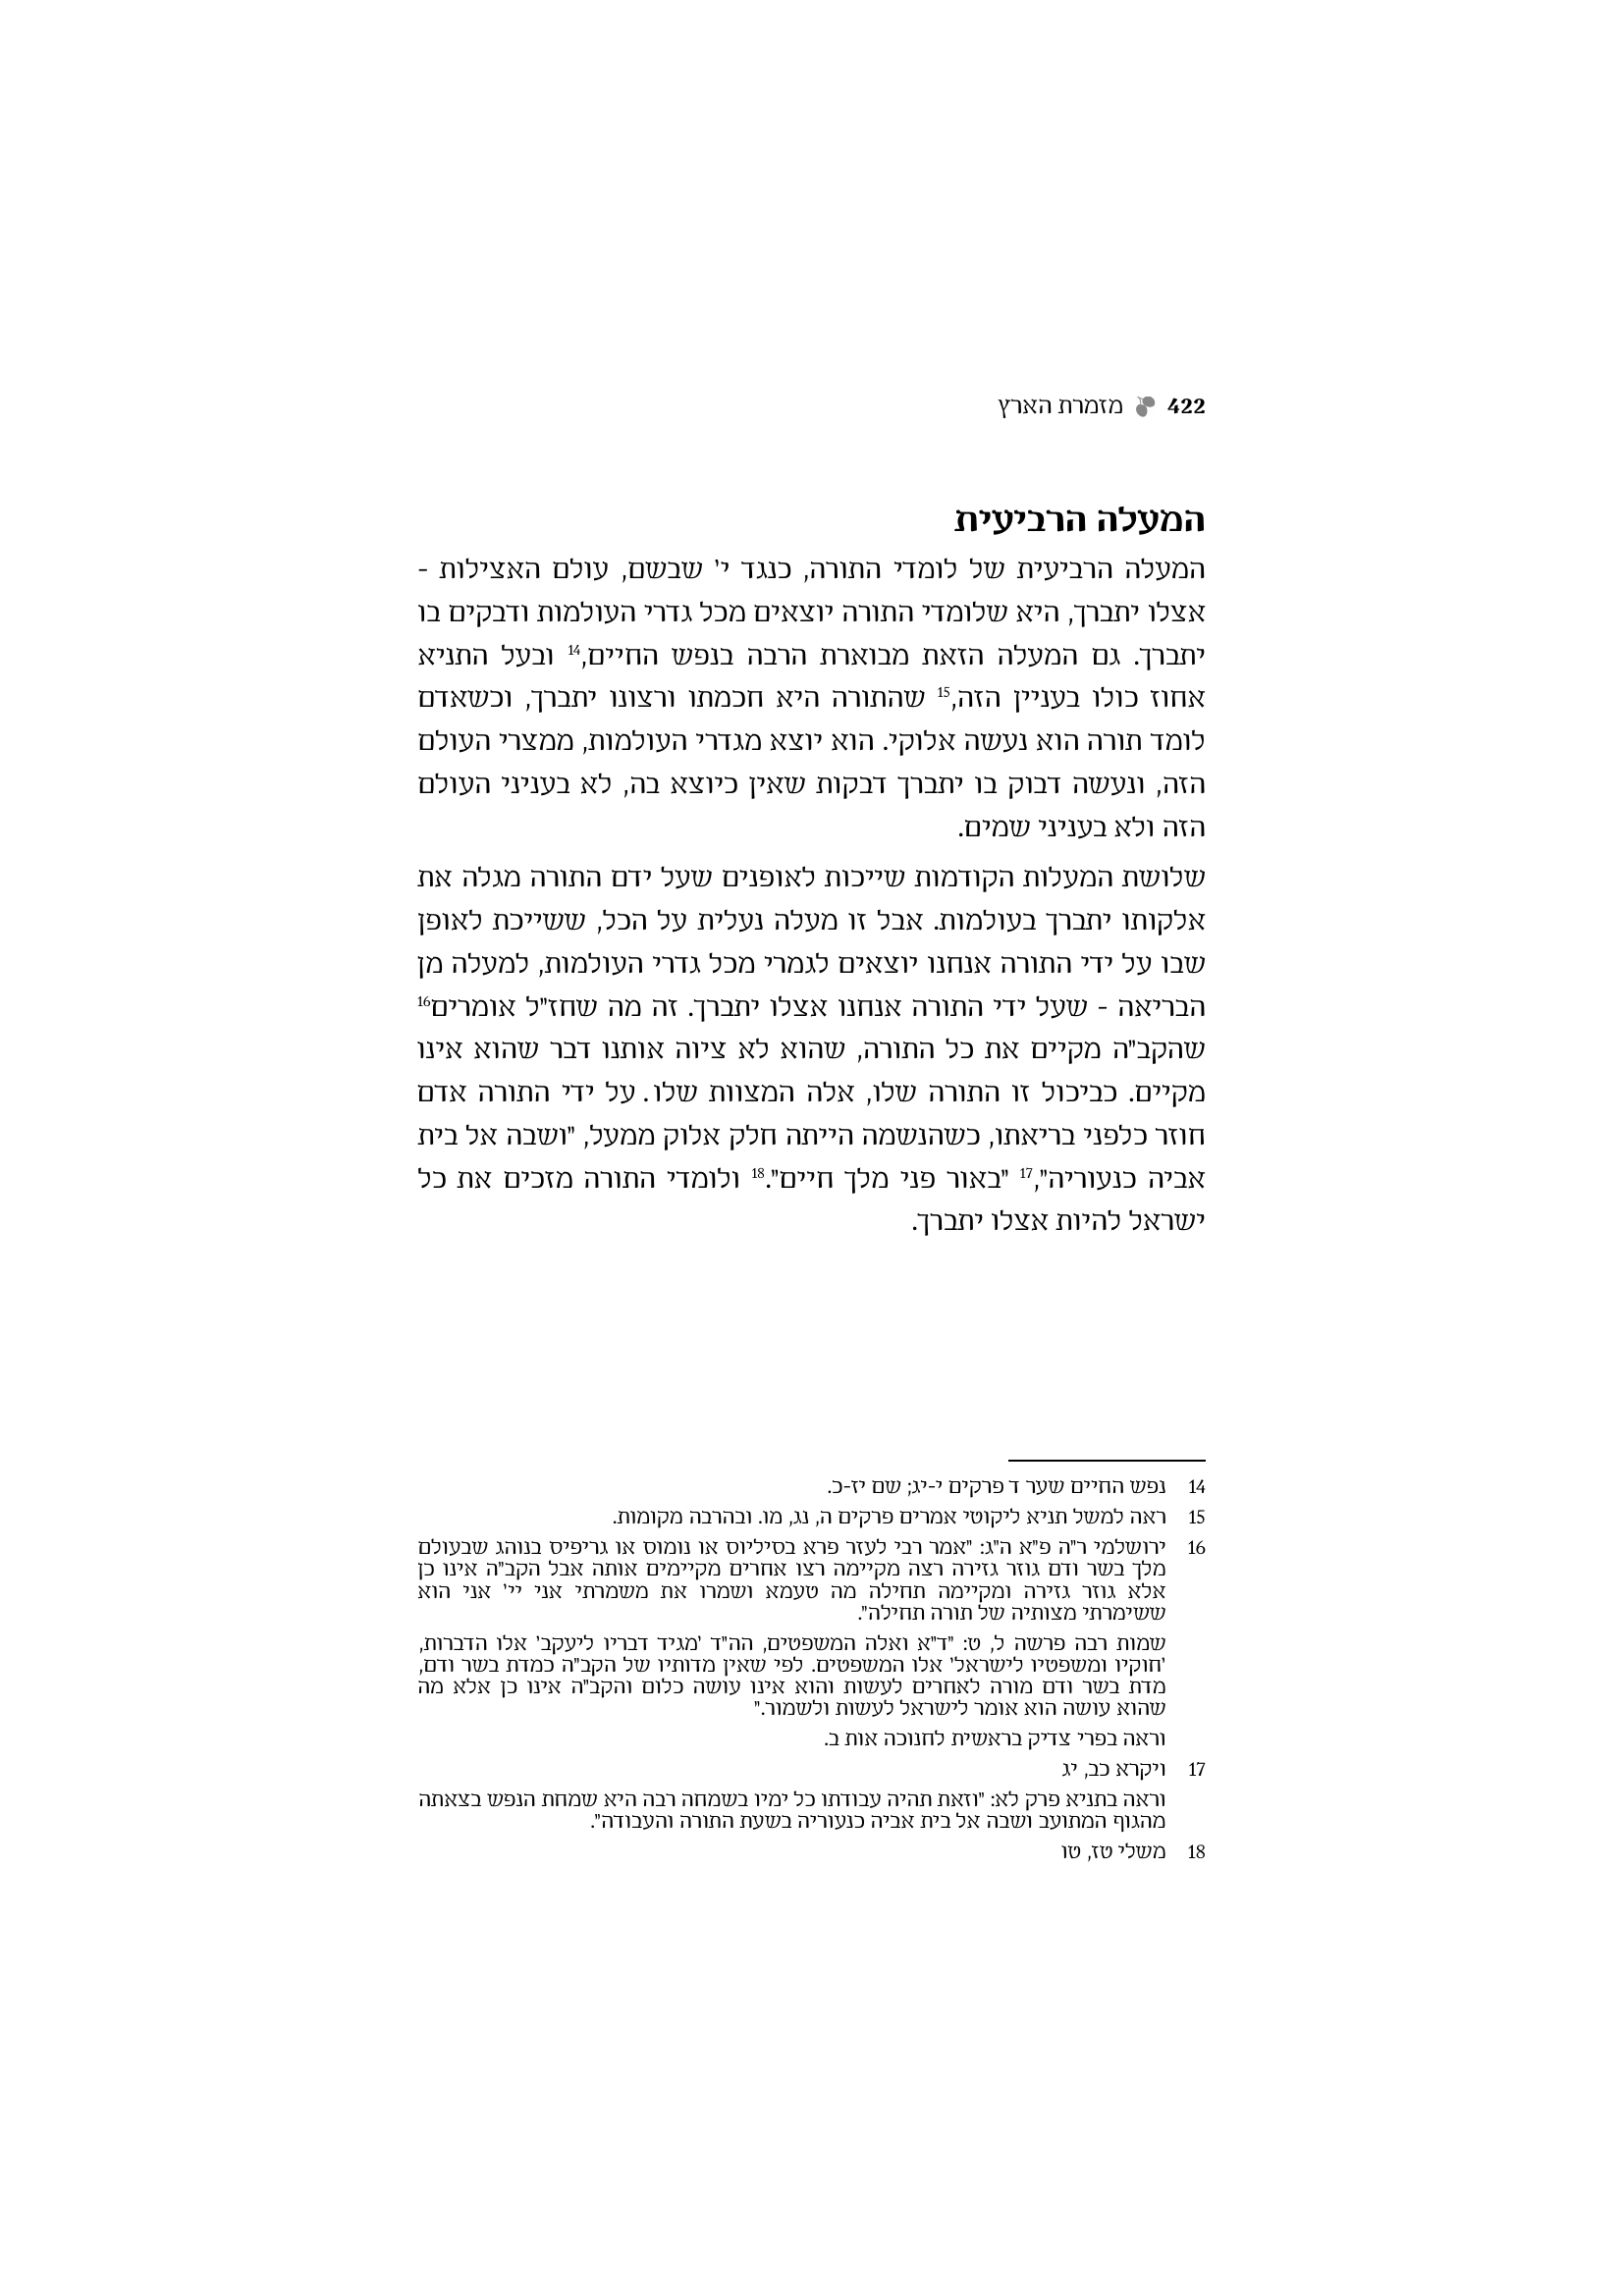 422 מזמרת הארץ
המעלה הרביעית
המעלה הרביעית של לומדי התורה, כנגד י' שבשם, עולם האצילות -
אצלו יתברך, היא שלומדי התורה יוצאים מכל גדרי העולמות ודבקים בו
יתברך. גם המעלה הזאת מבוארת הרבה בנפש החיים,14 ובעל התניא
אחוז כולו בעניין הזה,15 שהתורה היא חכמתו ורצונו יתברך, וכשאדם
לומד תורה הוא נעשה אלוקי. הוא יוצא מגדרי העולמות, ממצרי העולם
הזה, ונעשה דבוק בו יתברך דבקות שאין כיוצא בה, לא בעניני העולם
הזה ולא בעניני שמים.
שלושת המעלות הקודמות שייכות לאופנים שעל ידם התורה מגלה את
אלקותו יתברך בעולמות. אבל זו מעלה נעלית על הכל, ששייכת לאופן
שבו על ידי התורה אנחנו יוצאים לגמרי מכל גדרי העולמות, למעלה מן
הבריאה - שעל ידי התורה אנחנו אצלו יתברך. זה מה שחז"ל אומרים16
שהקב"ה מקיים את כל התורה, שהוא לא ציוה אותנו דבר שהוא אינו
מקיים. כביכול זו התורה שלו, אלה המצוות שלו. על ידי התורה אדם
חוזר כלפני בריאתו, כשהנשמה הייתה חלק אלוק ממעל, "ושבה אל בית
אביה כנעוריה",17 "באור פני מלך חיים".18 ולומדי התורה מזכים את כל
ישראל להיות אצלו יתברך.
14 נפש החיים שער ד פרקים י-יג; שם יז-כ.
15 ראה למשל תניא ליקוטי אמרים פרקים ה, נג, מו. ובהרבה מקומות.
16 ירושלמי ר"ה פ"א ה"ג: "אמר רבי לעזר פרא בסיליוס או נומוס או גריפיס בנוהג שבעולם
מלך בשר ודם גוזר גזירה רצה מקיימה רצו אחרים מקיימים אותה אבל הקב"ה אינו כן
אלא גוזר גזירה ומקיימה תחילה מה טעמא ושמרו את משמרתי אני יי' אני הוא
ששימרתי מצותיה של תורה תחילה".
שמות רבה פרשה ל, ט: "ד"א ואלה המשפטים, הה"ד 'מגיד דבריו ליעקב' אלו הדברות,
'חוקיו ומשפטיו לישראל' אלו המשפטים. לפי שאין מדותיו של הקב"ה כמדת בשר ודם,
מדת בשר ודם מורה לאחרים לעשות והוא אינו עושה כלום והקב"ה אינו כן אלא מה
שהוא עושה הוא אומר לישראל לעשות ולשמור."
וראה בפרי צדיק בראשית לחנוכה אות ב.
17 ויקרא כב, יג
וראה בתניא פרק לא: "וזאת תהיה עבודתו כל ימיו בשמחה רבה היא שמחת הנפש בצאתה
מהגוף המתועב ושבה אל בית אביה כנעוריה בשעת התורה והעבודה".
18 משלי טז, טו